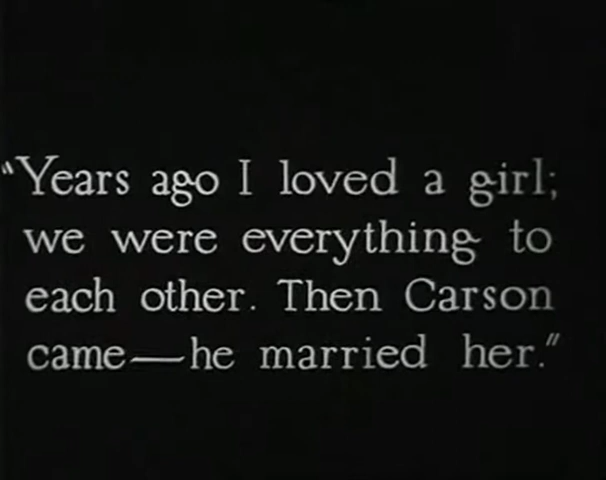 "Years ago I loved a girl;
we were everything to
each other. Then Carson
came—he married her."